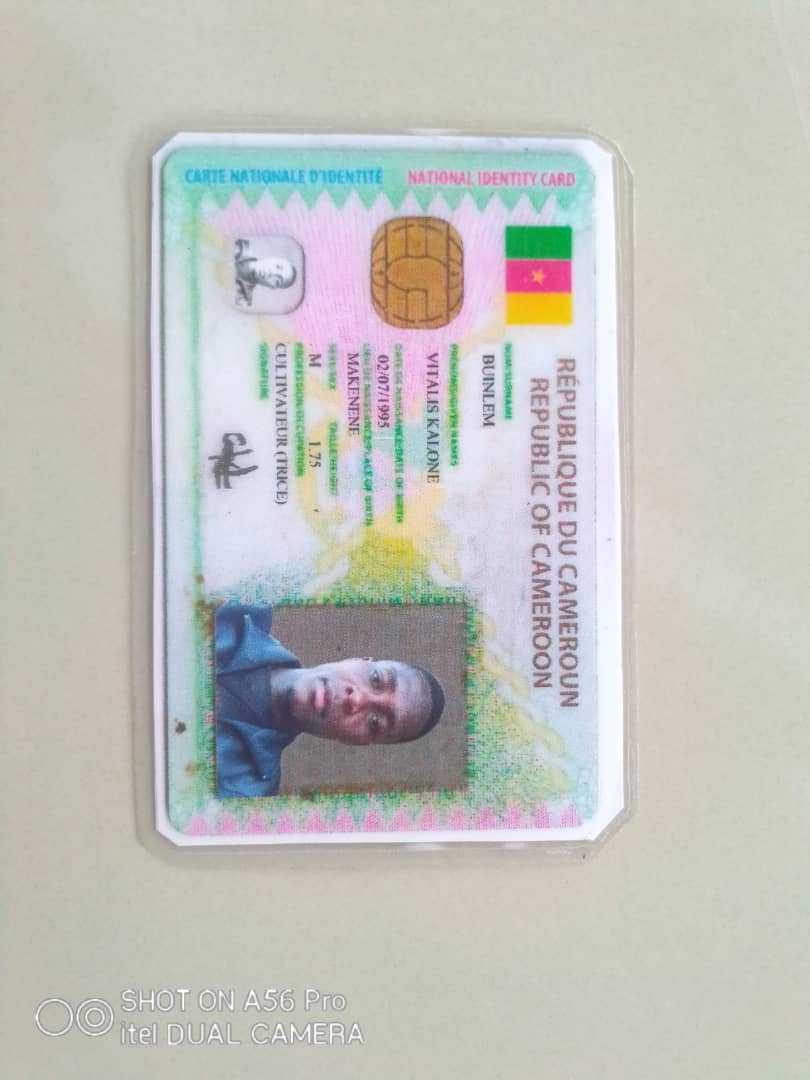 RÉPUBLIQUE DU CAMEROUN
REPUBLIC OF CAMEROON
CARTE NATIONALE D'IDENTITÉ
NATIONAL IDENTITY CARD
NOM/SURNAME
BUINLEM
PRÉNOMS/GIVEN NAMES
VITALIS KALONE
DATE DE NAISSANCE/DATE OF BIRTH
02/07/1995
LIEU DE NAISSANCE/PLACE OF BIRTH
MAKENENE
SEXE/SEX TAILLE/HEIGHT
M 1.75
PROFESSION/OCCUPATION
CULTIVATEUR (TRICE)
SIGNATURE
SHOT ON A56 Pro
itel DUAL CAMERA